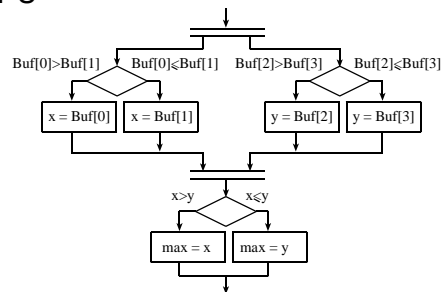 Buf[0]>Buf[1] Buf[0]⩽Buf[1] Buf[2]>Buf[3] Buf[2]⩽Buf[3]
x = Buf[0] x = Buf[1] y = Buf[2] y = Buf[3]
x>y x⩽y
max = x max = y